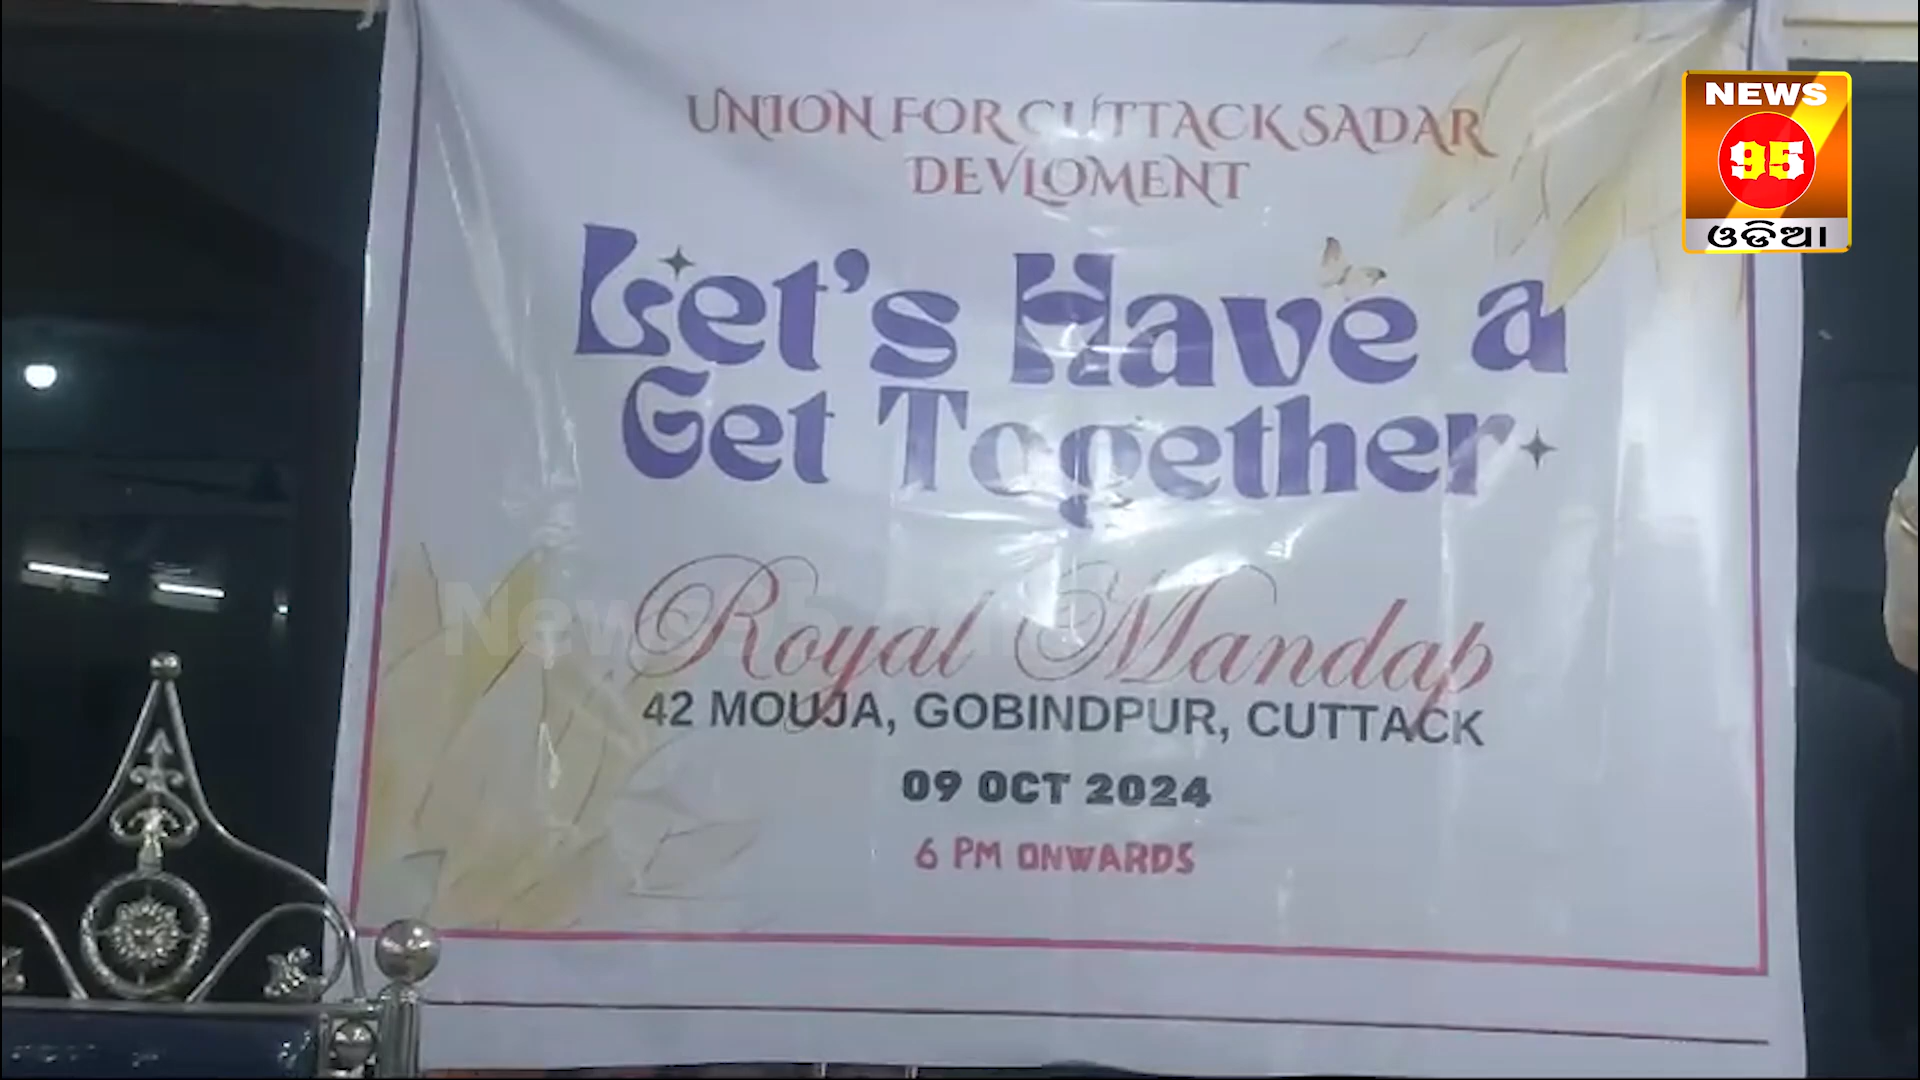 UNION FOR CUTTACK SADAR
DEVLOMENT
Let's Have a
Get Together
Royal Mandap
42 MOUJA, GOBINDPUR, CUTTACK
09 OCT 2024
6 PM ONWARDS
NEWS
95
ଓଡିଆ